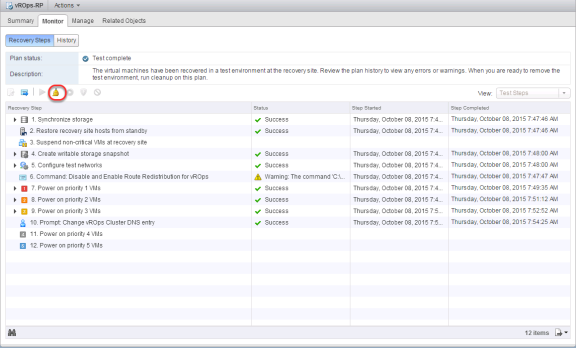 vROps-RP Actions
Summary Monitor Manage Related Objects
Recovery Steps History
Plan status: Test complete
Description: The virtual machines have been recovered in a test environment at the recovery site. Review the plan history to view any errors or warnings. When you are ready to remove the
test environment, run cleanup on this plan.
View: Test Steps
Recovery Step Status Step Started Step Completed
1. Synchronize storage Success Thursday, October 08, 2015 7:4... Thursday, October 08, 2015 7:47:46 AM
2. Restore recovery site hosts from standby Success Thursday, October 08, 2015 7:4... Thursday, October 08, 2015 7:47:46 AM
3. Suspend non-critical VMs at recovery site
4. Create writable storage snapshot Success Thursday, October 08, 2015 7:4... Thursday, October 08, 2015 7:48:00 AM
5. Configure test networks Success Thursday, October 08, 2015 7:4... Thursday, October 08, 2015 7:48:00 AM
6. Command: Disable and Enable Route Redistribution for vROps Warning: The command 'C:\... Thursday, October 08, 2015 7:4... Thursday, October 08, 2015 7:47:47 AM
7. Power on priority 1 VMs Success Thursday, October 08, 2015 7:4... Thursday, October 08, 2015 7:49:35 AM
8. Power on priority 2 VMs Success Thursday, October 08, 2015 7:4... Thursday, October 08, 2015 7:51:12 AM
9. Power on priority 3 VMs Success Thursday, October 08, 2015 7:5... Thursday, October 08, 2015 7:52:52 AM
10. Prompt: Change vROps Cluster DNS entry Success Thursday, October 08, 2015 7:5... Thursday, October 08, 2015 7:54:25 AM
11. Power on priority 4 VMs
12. Power on priority 5 VMs
12 items